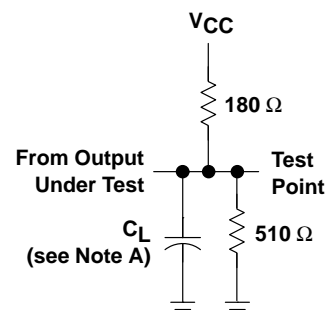 VCC
180 Ω
From Output
Under Test
Test
Point
CL
(see Note A)
510 Ω